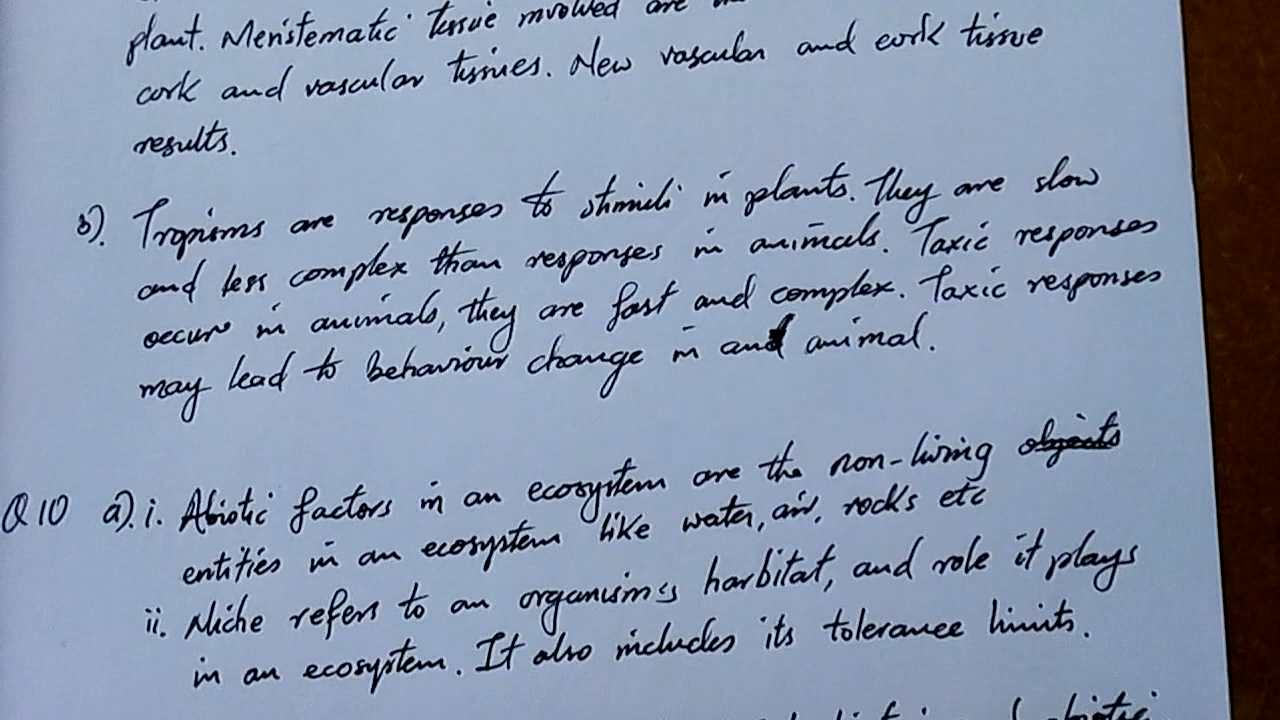 plant. Meristematic tissue involved are
cork and vascular tissues. New vascular and cork tissue
results.
b). Tropisms are responses to stimuli in plants. They are slow
and less complex than responses in animals. Taxic responses
occur in animals, they are fast and complex. Taxic responses
may lead to behaviour change in and animal.
Q10 a). i. Abiotic factors in an ecosystem are the non-living objects
entities in an ecosystem like water, air, rocks etc
ii. Niche refers to an organism's harbitat, and role it plays
in an ecosystem. It also includes its tolerance limits.